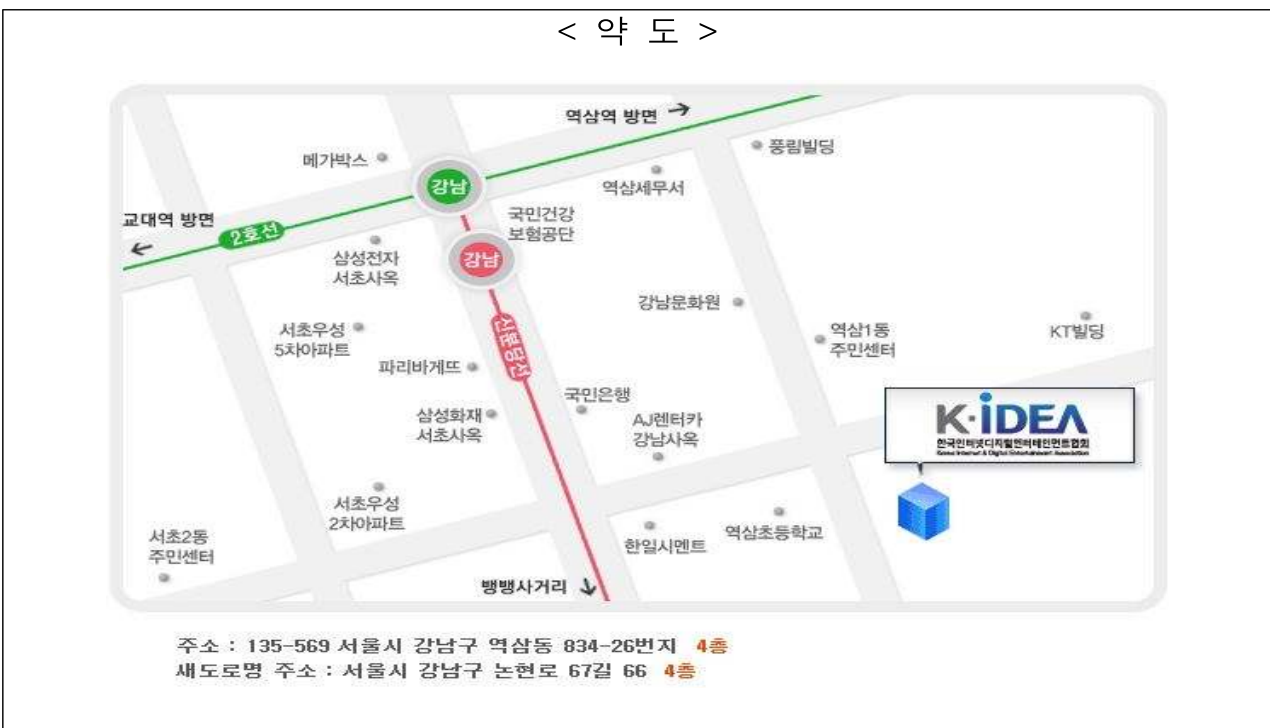 < 약 도 >
역삼역 방면
풍림빌딩
메가박스
강남
역삼세무서
교대역 방면
2호선
국민건강
보험공단
삼성전자
서초사옥
강남
강남문화원
서초우성
5차아파트
신분당선
역삼1동
주민센터
KT빌딩
파리바게뜨
국민은행
삼성화재
서초사옥
AJ렌터카
강남사옥
K·iDEA
한국인터넷디지털엔터테인먼트협회
Korea Internet & Digital Entertainment Association
서초우성
2차아파트
서초2동
주민센터
한일시멘트
역삼초등학교
뱅뱅사거리
주소 : 135-569 서울시 강남구 역삼동 834-26번지 4층
새도로명 주소 : 서울시 강남구 논현로 67길 66 4층